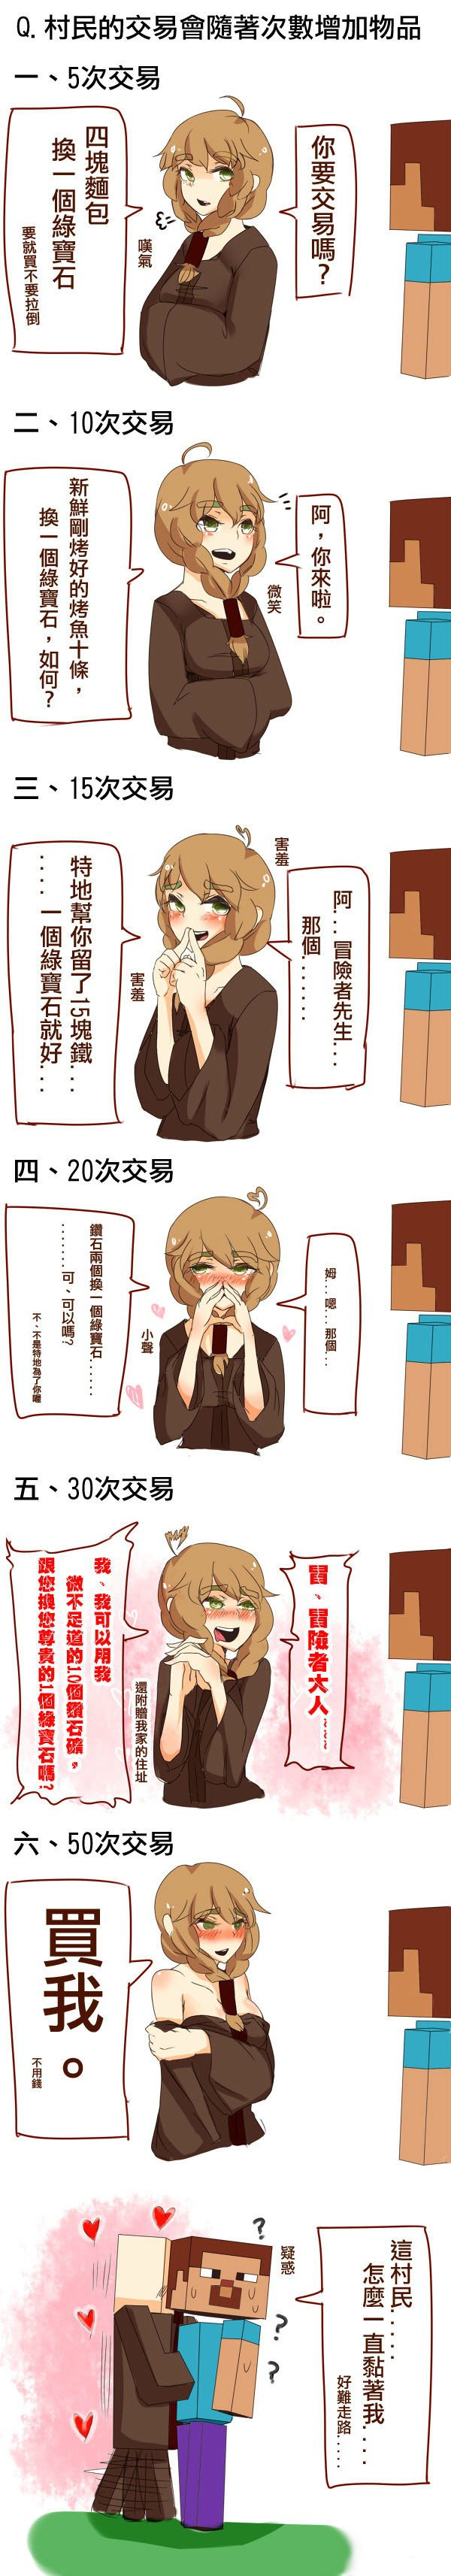 Q.村民的交易會隨著次數增加物品
一、5次交易
你要交易嗎?
嘆氣
四塊麵包
換一個綠寶石
要就買不要拉倒
二、10次交易
阿，你來啦。
微笑
新鮮剛烤好的烤魚十條，
換一個綠寶石，如何?
三、15次交易
害羞
阿...冒險者先生...
那個.......
害羞
特地幫你留了15塊鐵...
....一個綠寶石就好...
四、20次交易
姆...嗯...那個...
小聲
鑽石兩個換一個綠寶石.......
........可、可以嗎?
不、不是特地為了你喔
五、30次交易
冒、冒險者大人~~~
還附贈我家的住址
我、我可以用我
微不足道的10個鑽石礦，
跟您換您尊貴的1個綠寶石嗎?
六、50次交易
買我。
不用錢
?
疑惑
?
?
這村民.....
怎麼一直黏著我....
好難走路.....